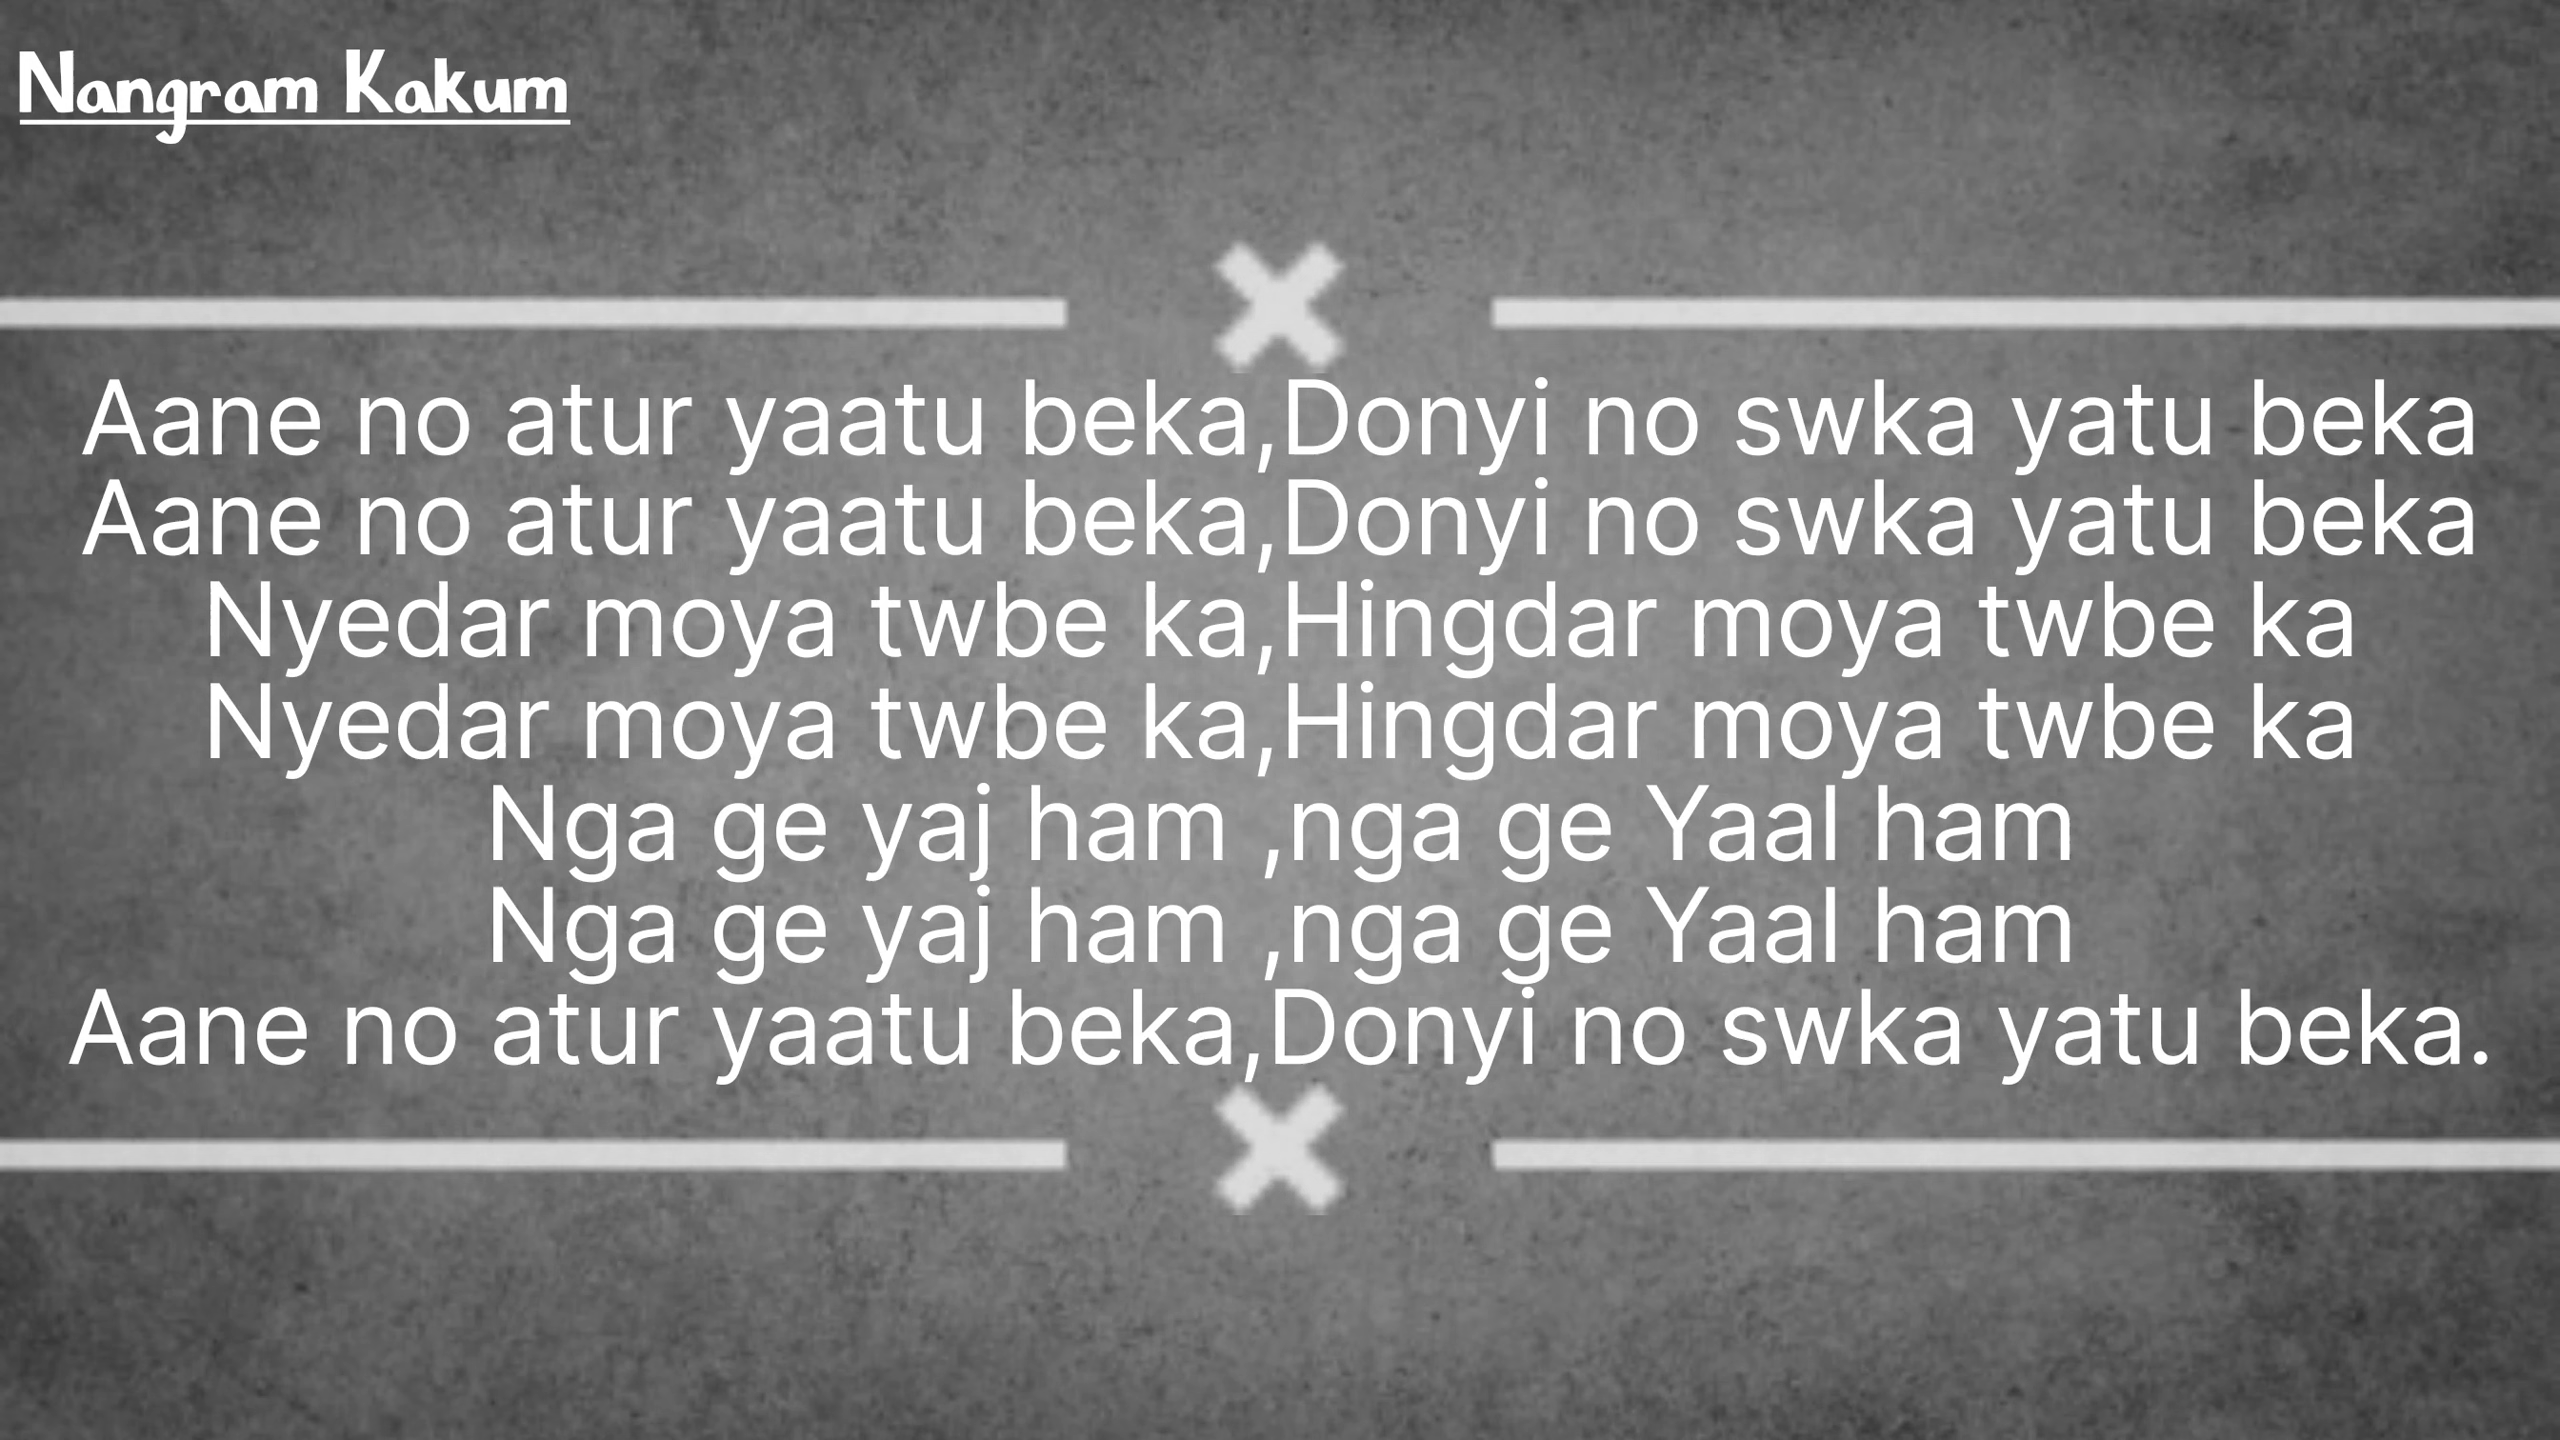 Nangram Kakum
Aane no atur yaatu beka,Donyi no swka yatu beka
Aane no atur yaatu beka,Donyi no swka yatu beka
Nyedar moya twbe ka,Hingdar moya twbe ka
Nyedar moya twbe ka,Hingdar moya twbe ka
Nga ge yaj ham ,nga ge Yaal ham
Nga ge yaj ham ,nga ge Yaal ham
Aane no atur yaatu beka,Donyi no swka yatu beka.